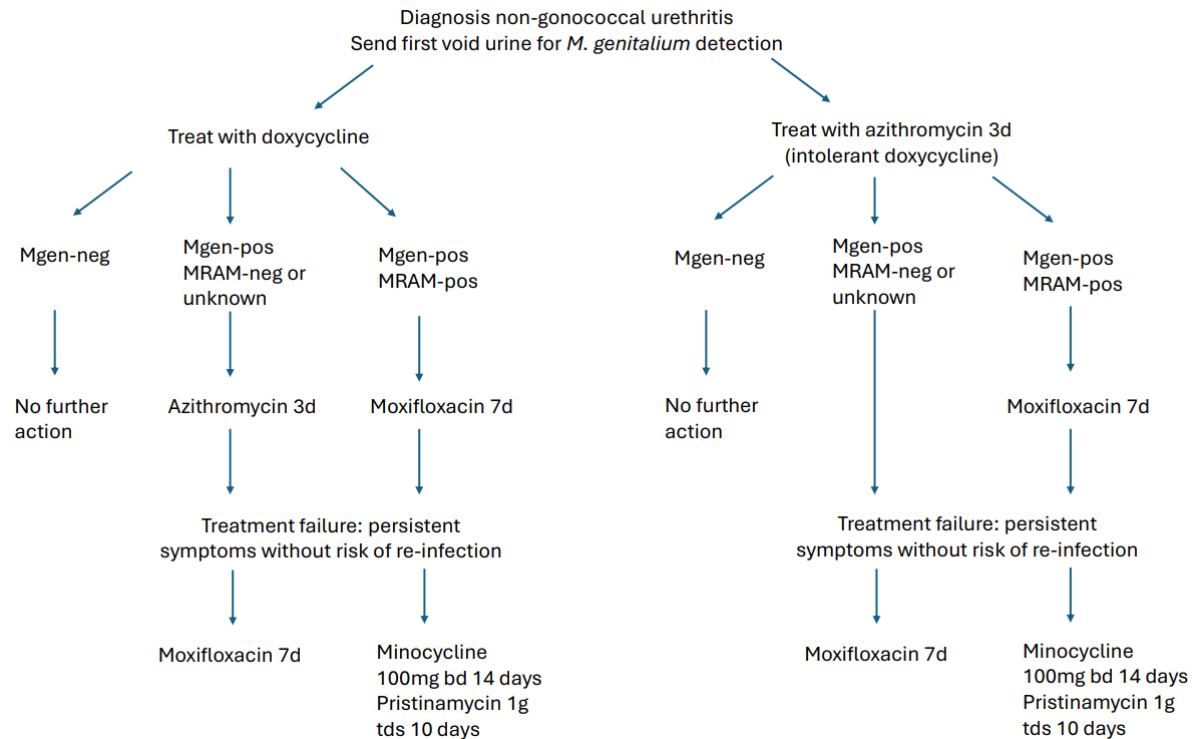 Diagnosis non-gonococcal urethritis
Send first void urine for M. genitalium detection
Treat with doxycycline
Treat with azithromycin 3d
(intolerant doxycycline)
Mgen-neg
Mgen-pos
MRAM-neg or
unknown
Mgen-pos
MRAM-pos
Mgen-neg
Mgen-pos
MRAM-neg or
unknown
Mgen-pos
MRAM-pos
No further
action
Azithromycin 3d
Moxifloxacin 7d
No further
action
Moxifloxacin 7d
Treatment failure: persistent
symptoms without risk of re-infection
Treatment failure: persistent
symptoms without risk of re-infection
Moxifloxacin 7d
Minocycline
100mg bd 14 days
Pristinamycin 1g
tds 10 days
Moxifloxacin 7d
Minocycline
100mg bd 14 days
Pristinamycin 1g
tds 10 days